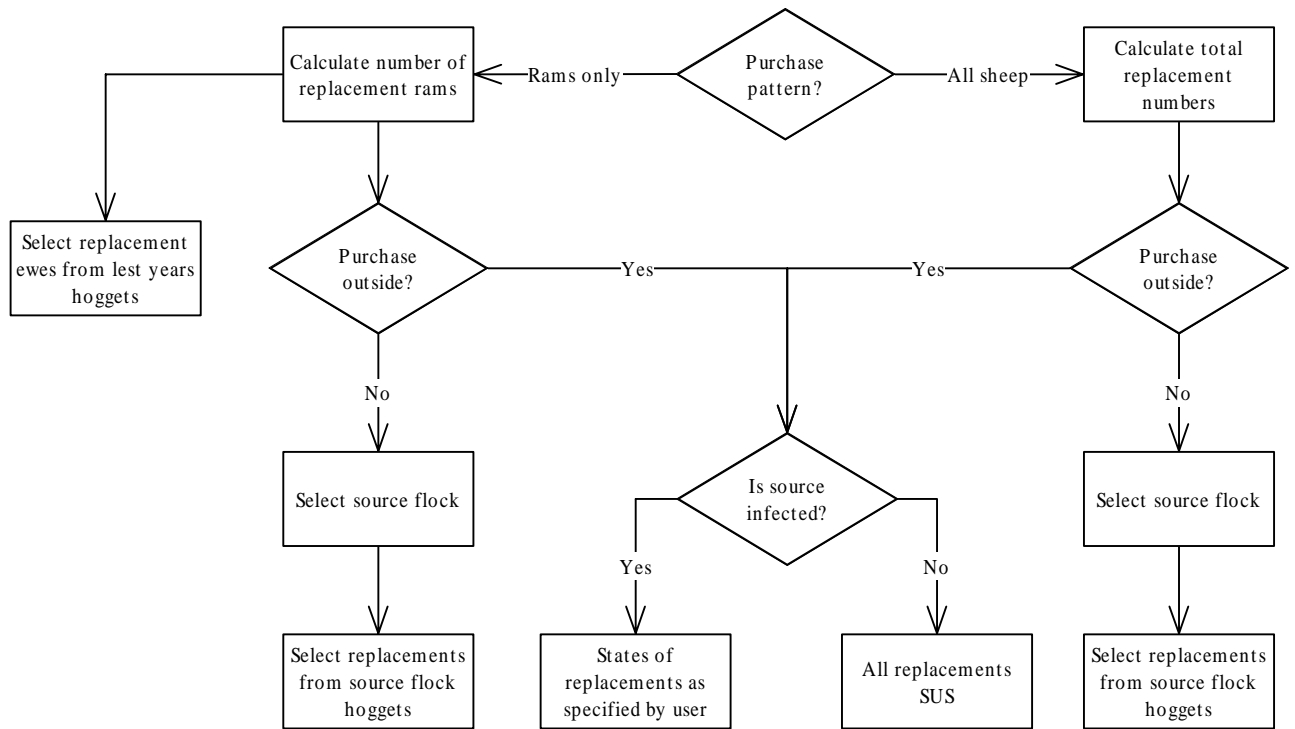 Calculate number of
replacement rams
Rams only
Purchase
pattern?
All sheep
Calculate total
replacement
numbers
Select replacement
ewes from lest years
hoggets
Purchase
outside?
Yes
Yes
Purchase
outside?
No
No
Select source flock
Is source
infected?
Select source flock
Yes
No
Select replacements
from source flock
hoggets
States of
replacements as
specified by user
All replacements
SUS
Select replacements
from source flock
hoggets